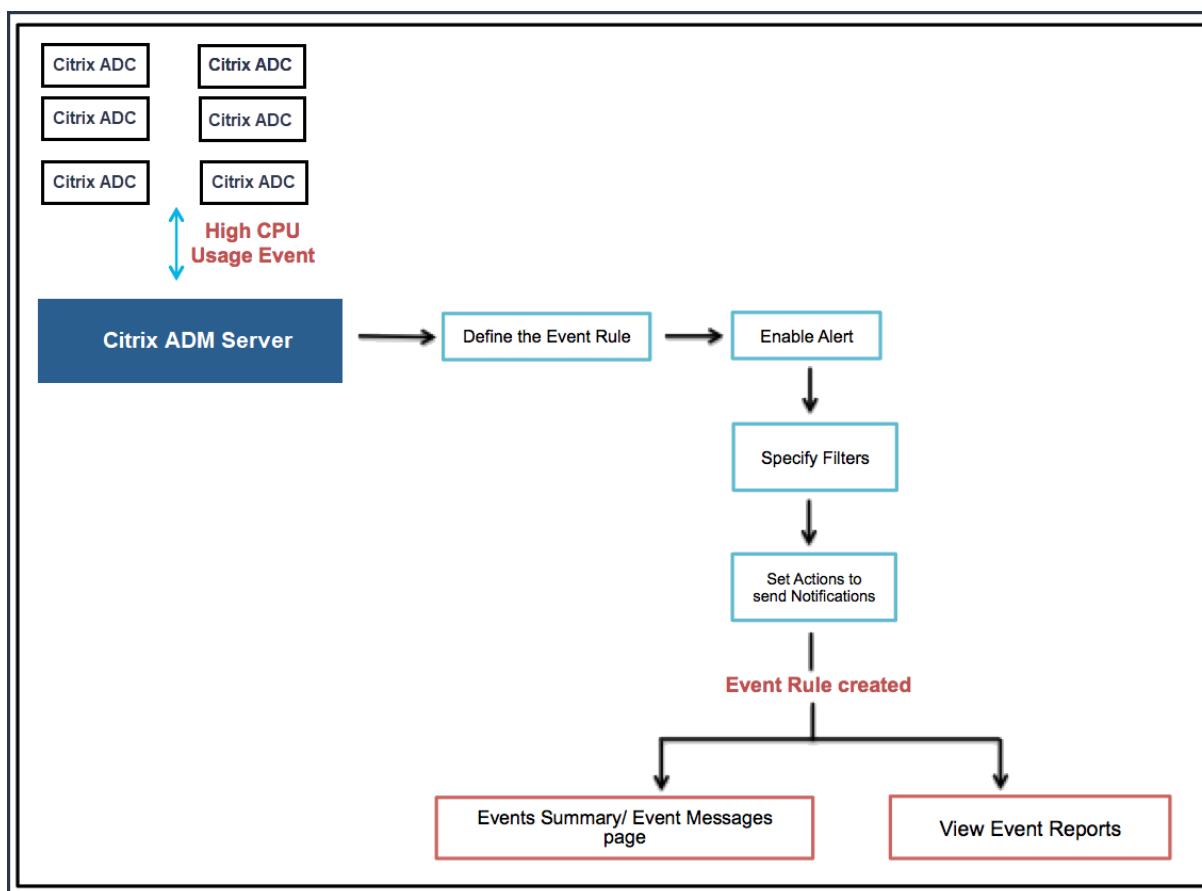 Citrix ADC
Citrix ADC
Citrix ADC
Citrix ADC
Citrix ADC
Citrix ADC
High CPU
Usage Event
Citrix ADM Server
Define the Event Rule
Enable Alert
Specify Filters
Set Actions to
send Notifications
Event Rule created
Events Summary/ Event Messages
page
View Event Reports